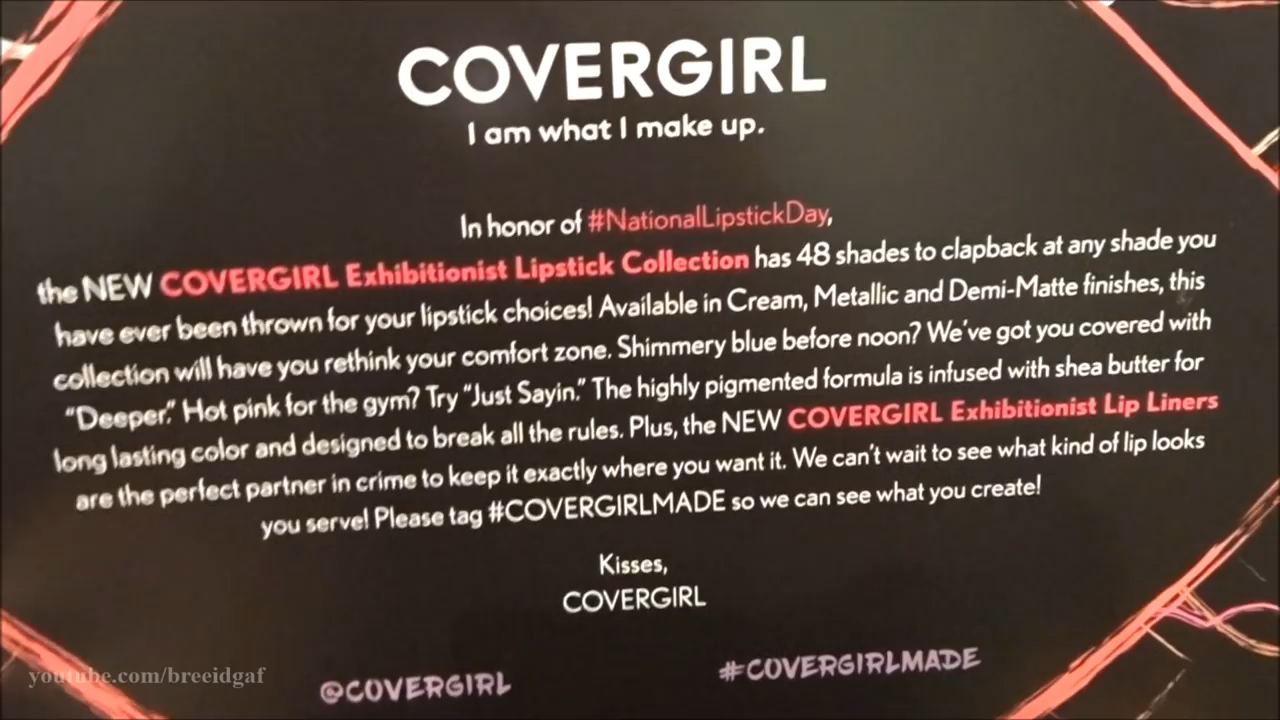 COVERGIRL
I am what I make up.
In honor of #NationalLipstickDay,
the NEW COVERGIRL Exhibitionist Lipstick Collection has 48 shades to clapback at any shade you
have ever been thrown for your lipstick choices! Available in Cream, Metallic and Demi-Matte finishes, this
collection will have you rethink your comfort zone. Shimmery blue before noon? We've got you covered with
"Deeper." Hot pink for the gym? Try "Just Sayin." The highly pigmented formula is infused with shea butter for
long lasting color and designed to break all the rules. Plus, the NEW COVERGIRL Exhibitionist Lip Liners
are the perfect partner in crime to keep it exactly where you want it. We can't wait to see what kind of lip looks
you serve! Please tag #COVERGIRLMADE so we can see what you create!
Kisses,
COVERGIRL
@COVERGIRL
#COVERGIRLMADE
youtube.com/breeidgaf